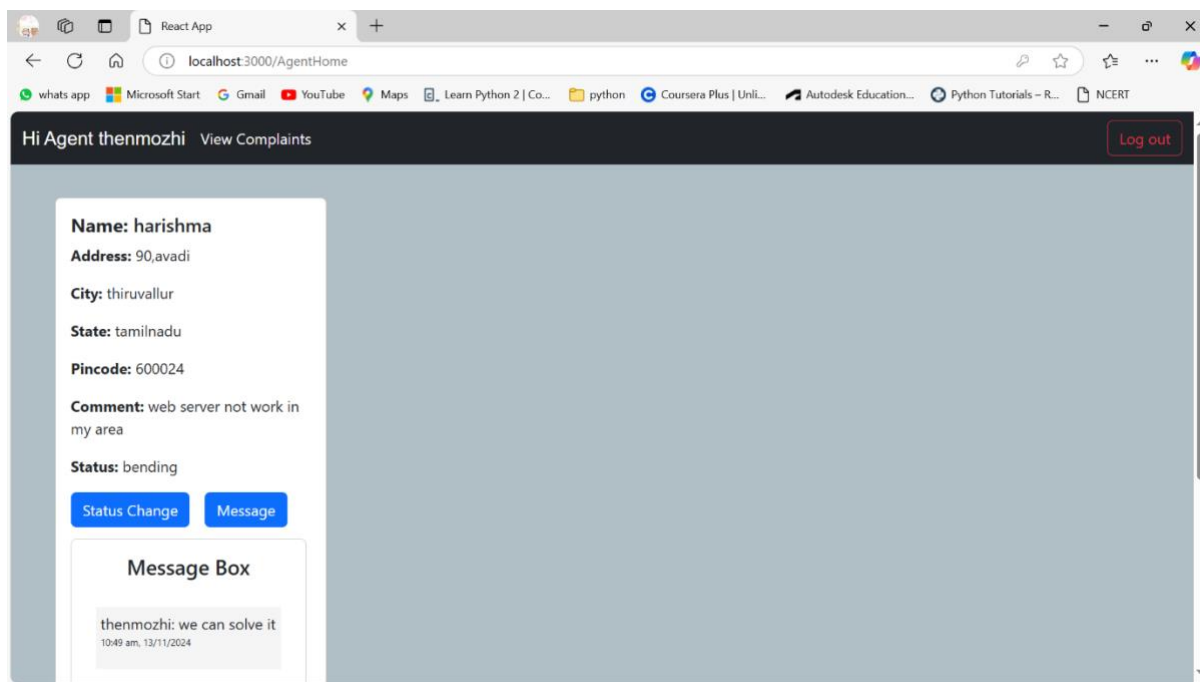 React App
localhost:3000/AgentHome
whats app Microsoft Start Gmail YouTube Maps Learn Python 2 | Co... python Coursera Plus | Unli... Autodesk Education... Python Tutorials – R... NCERT
Hi Agent thenmozhi View Complaints Log out
Name: harishma
Address: 90,avadi
City: thiruvallur
State: tamilnadu
Pincode: 600024
Comment: web server not work in
my area
Status: bending
Status Change Message
Message Box
thenmozhi: we can solve it
10:49 am, 13/11/2024